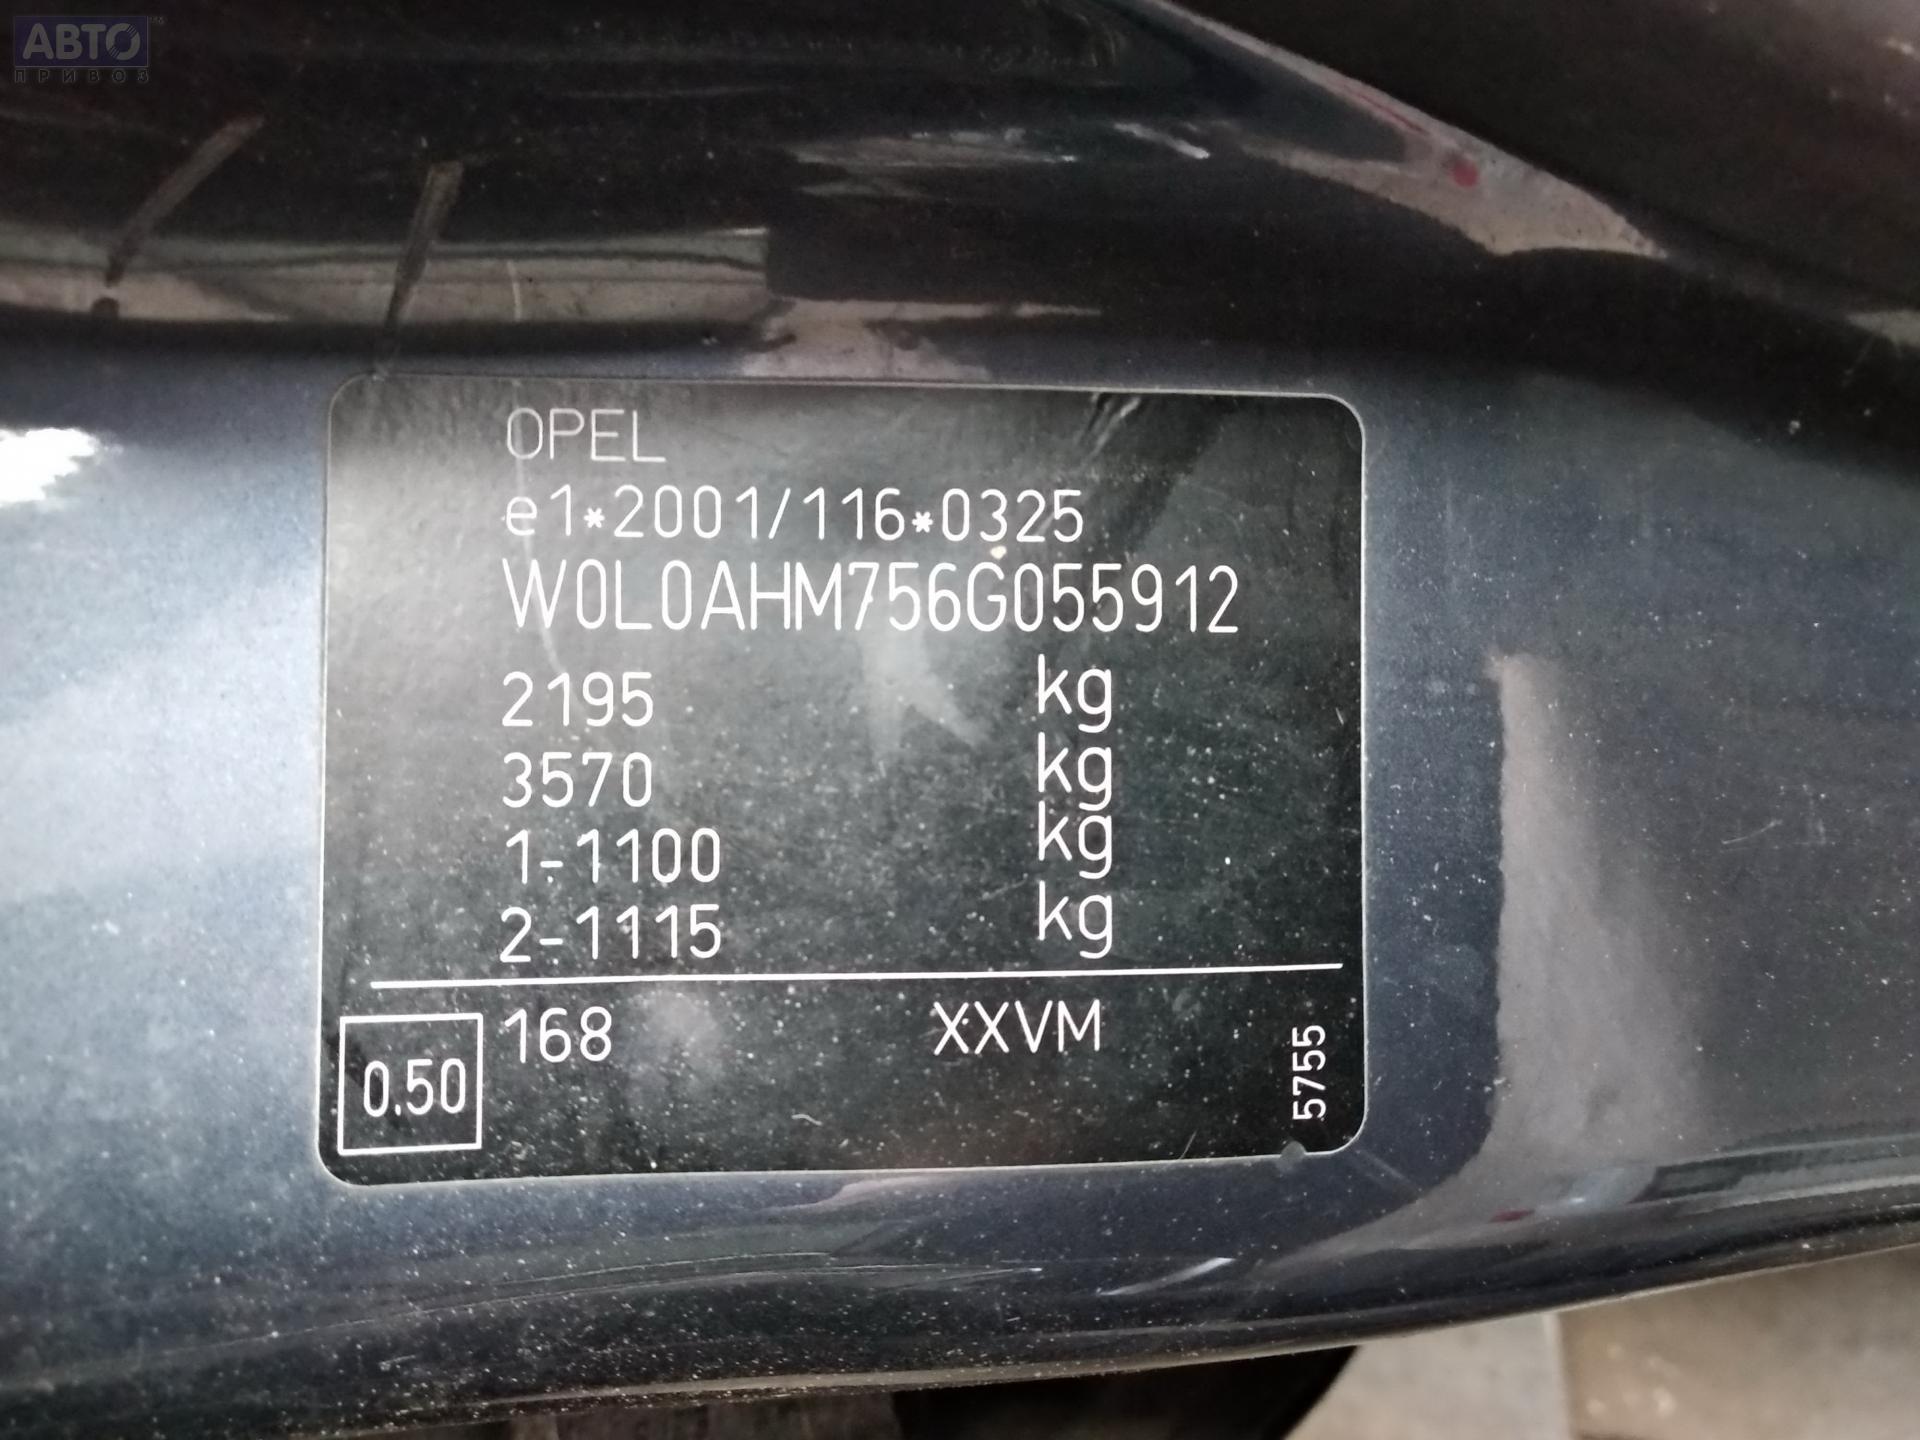 АВТО™
ПРИВОЗ
OPEL
e1*2001/116*0325
W0L0AHM756G055912
2195 kg
3570 kg
1-1100 kg
2-1115 kg
168 XXVM
0.50
5755